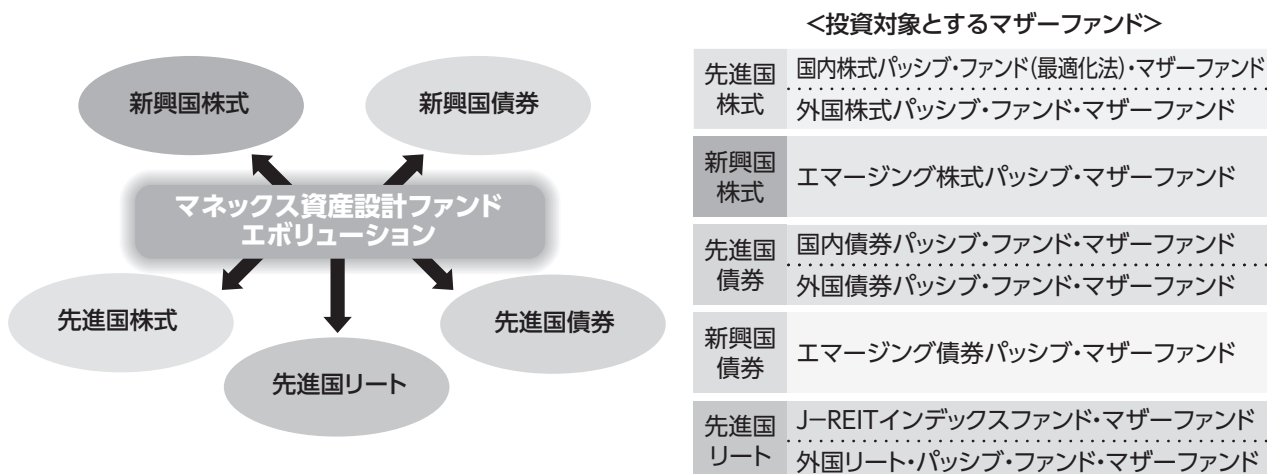 新興国株式
新興国債券
マネックス資産設計ファンド
エボリューション
先進国株式
先進国債券
先進国リート
<投資対象とするマザーファンド>
先進国
株式
国内株式パッシブ・ファンド(最適化法)・マザーファンド
外国株式パッシブ・ファンド・マザーファンド
新興国
株式
エマージング株式パッシブ・マザーファンド
先進国
債券
国内債券パッシブ・ファンド・マザーファンド
外国債券パッシブ・ファンド・マザーファンド
新興国
債券
エマージング債券パッシブ・マザーファンド
先進国
リート
J−REITインデックスファンド・マザーファンド
外国リート・パッシブ・ファンド・マザーファンド